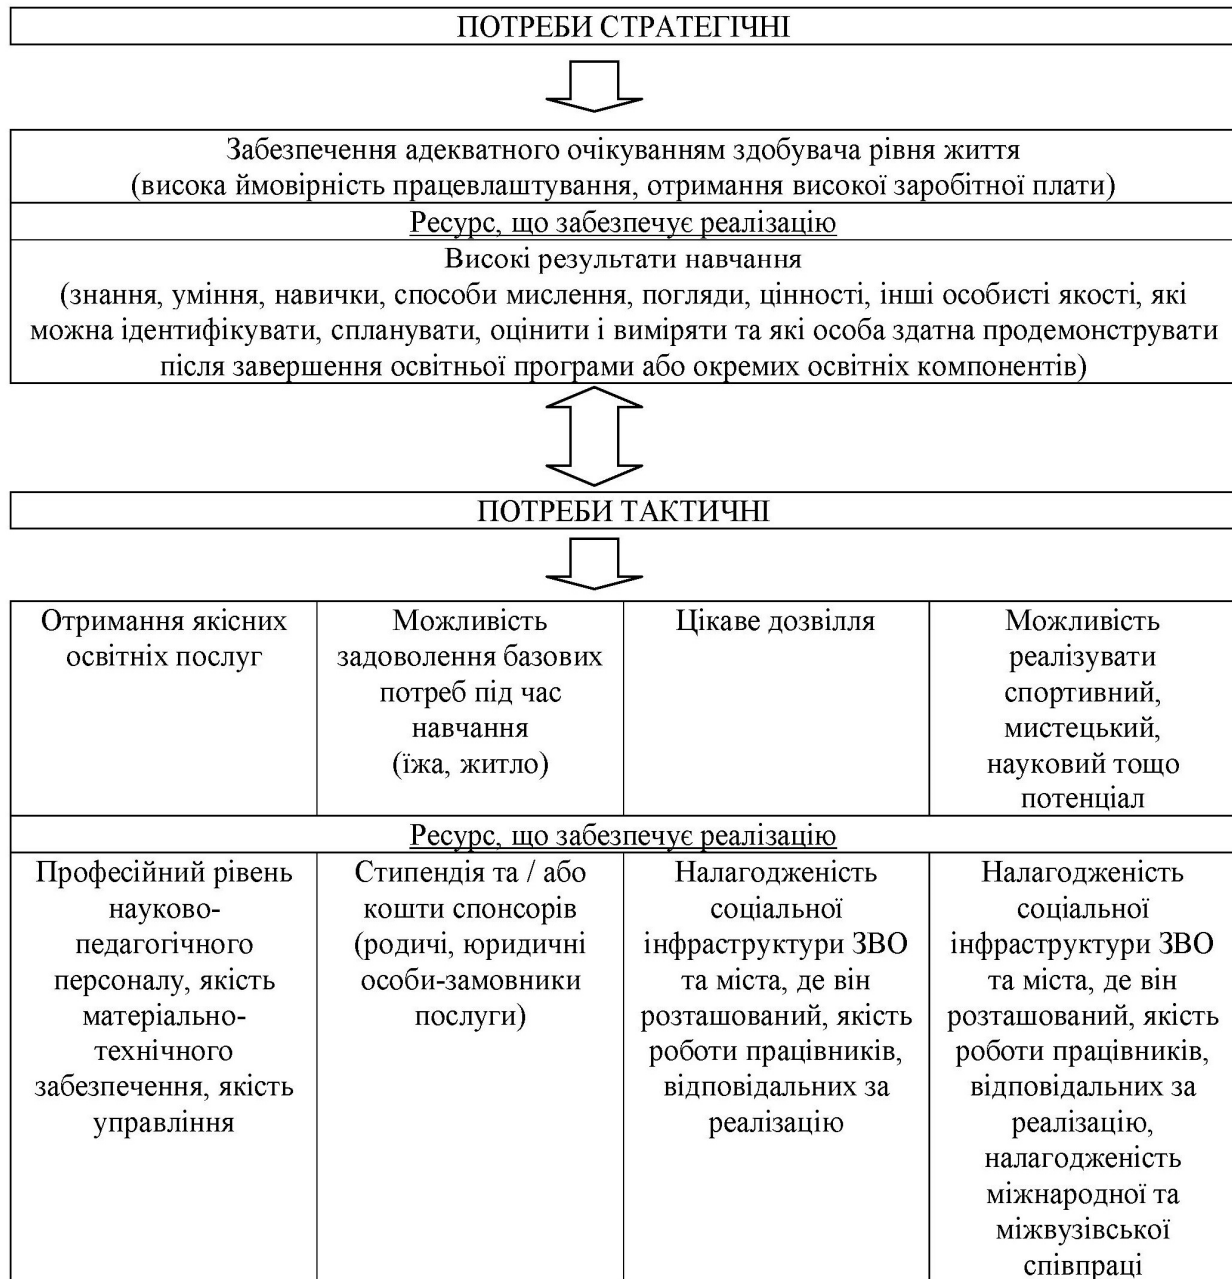 ПОТРЕБИ СТРАТЕГІЧНІ
Забезпечення адекватного очікуванням здобувача рівня життя
(висока ймовірність працевлаштування, отримання високої заробітної плати)
Ресурс, що забезпечує реалізацію
Високі результати навчання
(знання, уміння, навички, способи мислення, погляди, цінності, інші особисті якості, які
можна ідентифікувати, спланувати, оцінити і виміряти та які особа здатна продемонструвати
після завершення освітньої програми або окремих освітніх компонентів)
ПОТРЕБИ ТАКТИЧНІ
Отримання якісних
освітніх послуг
Можливість
задоволення базових
потреб під час
навчання
(їжа, житло)
Цікаве дозвілля
Можливість
реалізувати
спортивний,
мистецький,
науковий тощо
потенціал
Ресурс, що забезпечує реалізацію
Професійний рівень
науково-
педагогічного
персоналу, якість
матеріально-
технічного
забезпечення, якість
управління
Стипендія та / або
кошти спонсорів
(родичі, юридичні
особи-замовники
послуги)
Налагодженість
соціальної
інфраструктури ЗВО
та міста, де він
розташований, якість
роботи працівників,
відповідальних за
реалізацію
Налагодженість
соціальної
інфраструктури ЗВО
та міста, де він
розташований, якість
роботи працівників,
відповідальних за
реалізацію,
налагодженість
міжнародної та
міжвузівської
співпраці